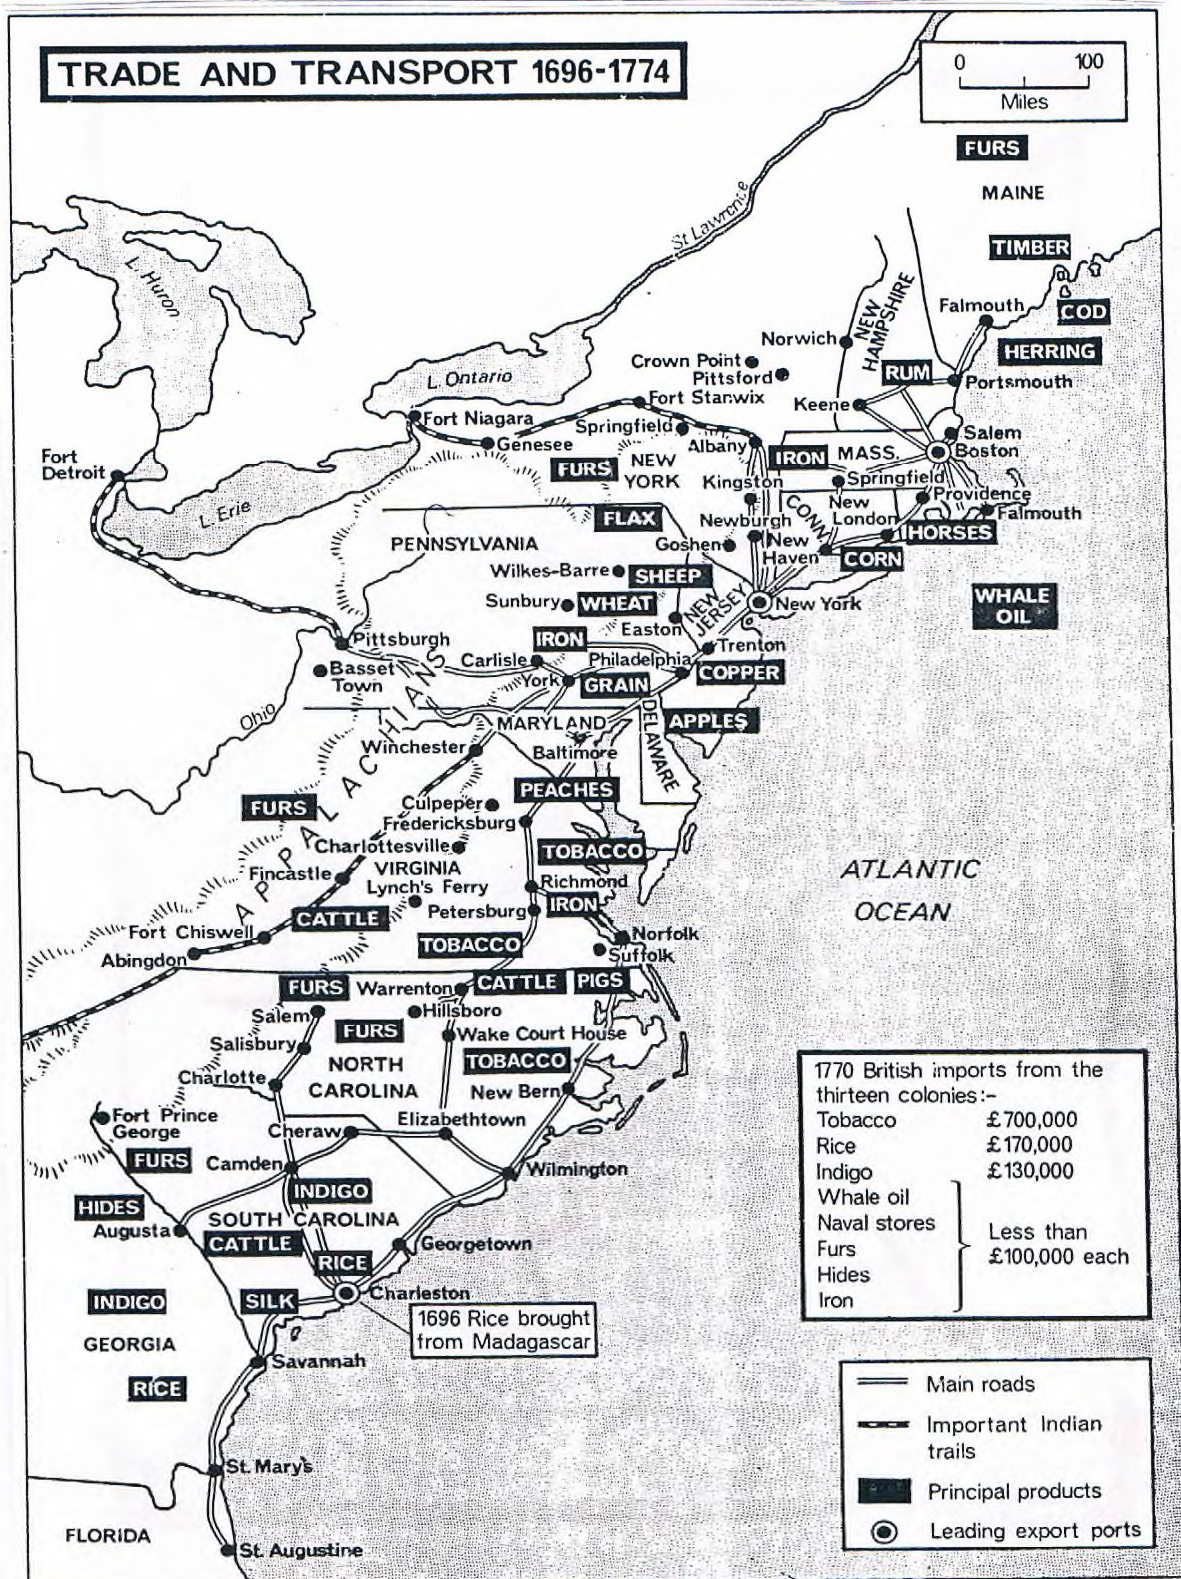 TRADE AND TRANSPORT 1696-1774
0 100
Miles
FURS
MAINE
TIMBER
St Lawrence
L. Huron
Falmouth
COD
NEW
HAMPSHIRE
Norwich
HERRING
Crown Point
Pittsford
RUM
Portsmouth
L. Ontario
Fort Stanwix
Keene
Fort Niagara
Springfield
Salem
Genesee
Albany
IRON
MASS.
Boston
Fort
Detroit
FURS
NEW
YORK
Kingston
Springfield
Providence
L. Erie
CONN
New
London
Falmouth
FLAX
Newburgh
HORSES
PENNSYLVANIA
Goshen
New
Haven
CORN
Wilkes-Barre
SHEEP
WHALE
OIL
Sunbury
WHEAT
NEW
JERSEY
New York
Easton
Pittsburgh
IRON
Trenton
Carlisle
Philadelphia
Basset
Town
York
GRAIN
COPPER
Ohio
MARYLAND
DELAWARE
APPLES
Winchester
Baltimore
APPALACHIANS
PEACHES
FURS
Culpeper
Fredericksburg
Charlottesville
TOBACCO
ATLANTIC
OCEAN
Fincastle
VIRGINIA
Richmond
Lynch's Ferry
IRON
Petersburg
CATTLE
Fort Chiswell
Norfolk
TOBACCO
Abingdon
Suffolk
FURS
Warrenton
CATTLE
PIGS
Salem
Hillsboro
FURS
Wake Court House
Salisbury
NORTH
CAROLINA
TOBACCO
Charlotte
New Bern
Fort Prince
George
Cheraw
Elizabethtown
FURS
Camden
Wilmington
INDIGO
HIDES
SOUTH CAROLINA
Augusta
CATTLE
Georgetown
RICE
INDIGO
SILK
Charleston
1696 Rice brought
from Madagascar
GEORGIA
Savannah
RICE
St. Mary's
FLORIDA
St. Augustine
1770 British imports from the
thirteen colonies:-
Tobacco £700,000
Rice £170,000
Indigo £130,000
Whale oil
Naval stores
Furs
Hides
Iron
Less than
£100,000 each
Main roads
Important Indian
trails
Principal products
Leading export ports